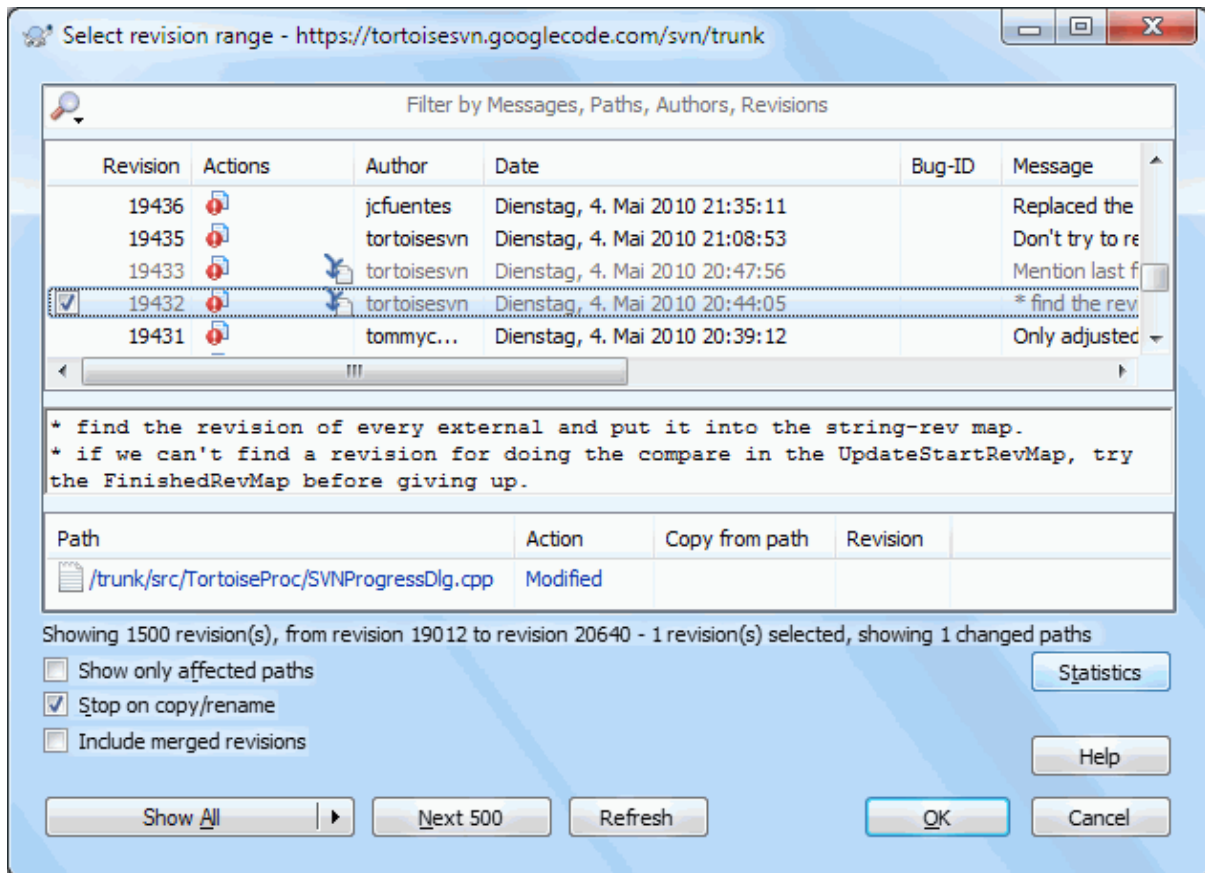 Select revision range - https://tortoisesvn.googlecode.com/svn/trunk
Filter by Messages, Paths, Authors, Revisions
Revision Actions Author Date Bug-ID Message
19436 jcfuentes Dienstag, 4. Mai 2010 21:35:11 Replaced the
19435 tortoisesvn Dienstag, 4. Mai 2010 21:08:53 Don't try to re
19433 tortoisesvn Dienstag, 4. Mai 2010 20:47:56 Mention last f
19432 tortoisesvn Dienstag, 4. Mai 2010 20:44:05 * find the rev
19431 tommyc... Dienstag, 4. Mai 2010 20:39:12 Only adjusted
* find the revision of every external and put it into the string-rev map.
* if we can't find a revision for doing the compare in the UpdateStartRevMap, try
the FinishedRevMap before giving up.
Path Action Copy from path Revision
/trunk/src/TortoiseProc/SVNProgressDlg.cpp Modified
Showing 1500 revision(s), from revision 19012 to revision 20640 - 1 revision(s) selected, showing 1 changed paths
Show only affected paths
Statistics
Stop on copy/rename
Include merged revisions
Help
Show All Next 500 Refresh OK Cancel